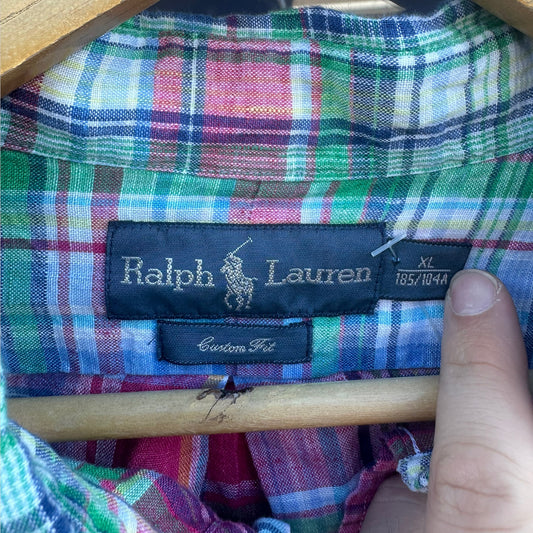 Ralph Lauren
XL
185/104A
Custom Fit